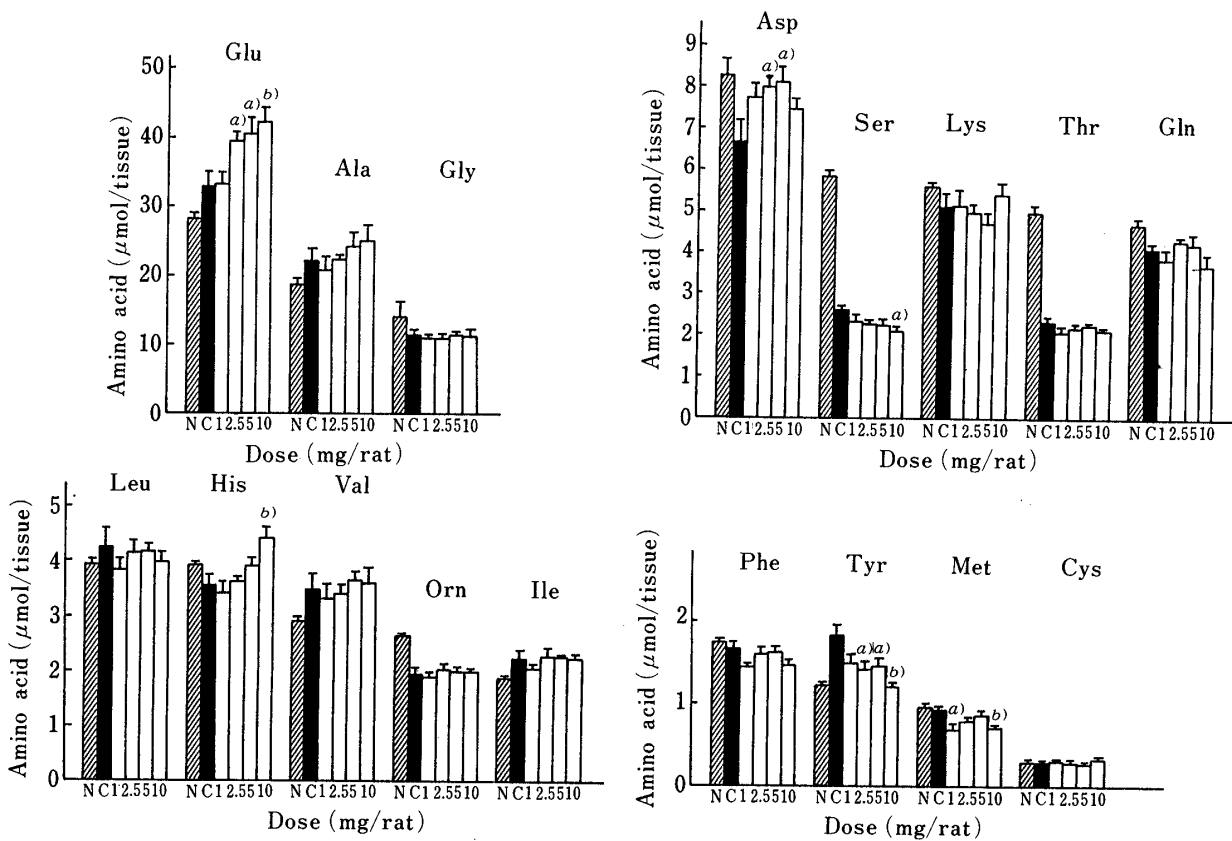 Glu
Ala
Gly
a)
a)
b)
50
40
30
20
10
0
Amino acid (μmol/tissue)
N C 1 2.5 5 10
N C 1 2.5 5 10
N C 1 2.5 5 10
Dose (mg/rat)
Asp
Ser
Lys
Thr
Gln
a)
a)
a)
9
8
7
6
5
4
3
2
1
0
Amino acid (μmol/tissue)
N C 1 2.5 5 10
N C 1 2.5 5 10
N C 1 2.5 5 10
N C 1 2.5 5 10
N C 1 2.5 5 10
Dose (mg/rat)
Leu
His
Val
Orn
Ile
b)
5
4
3
2
1
0
Amino acid (μmol/tissue)
N C 1 2.5 5 10
N C 1 2.5 5 10
N C 1 2.5 5 10
N C 1 2.5 5 10
N C 1 2.5 5 10
Dose (mg/rat)
Phe
Tyr
Met
Cys
a)
a)
b)
a)
b)
2
1
0
Amino acid (μmol/tissue)
N C 1 2.5 5 10
N C 1 2.5 5 10
N C 1 2.5 5 10
N C 1 2.5 5 10
Dose (mg/rat)